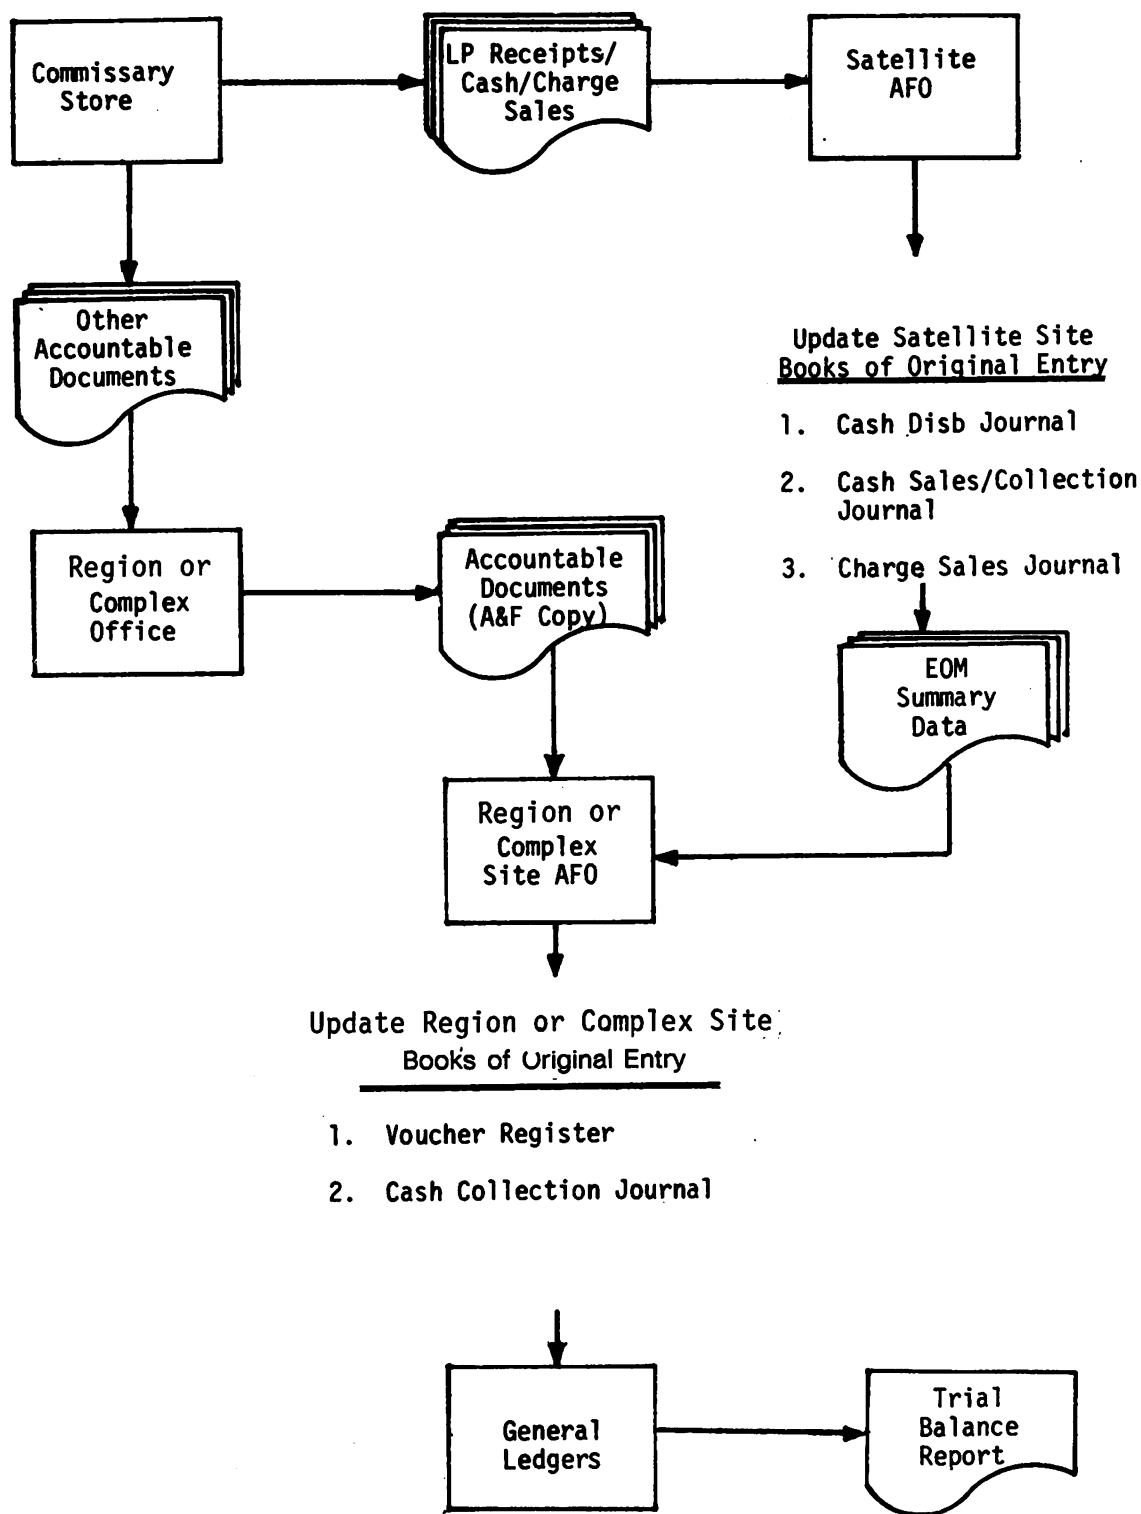 Commissary
Store
LP Receipts/
Cash/Charge
Sales
Satellite
AFO
Other
Accountable
Documents
Update Satellite Site
Books of Original Entry
1. Cash Disb Journal
2. Cash Sales/Collection
Journal
3. Charge Sales Journal
Region or
Complex
Office
Accountable
Documents
(A&F Copy)
EOM
Summary
Data
Region or
Complex
Site AFO
Update Region or Complex Site
Books of Original Entry
1. Voucher Register
2. Cash Collection Journal
General
Ledgers
Trial
Balance
Report